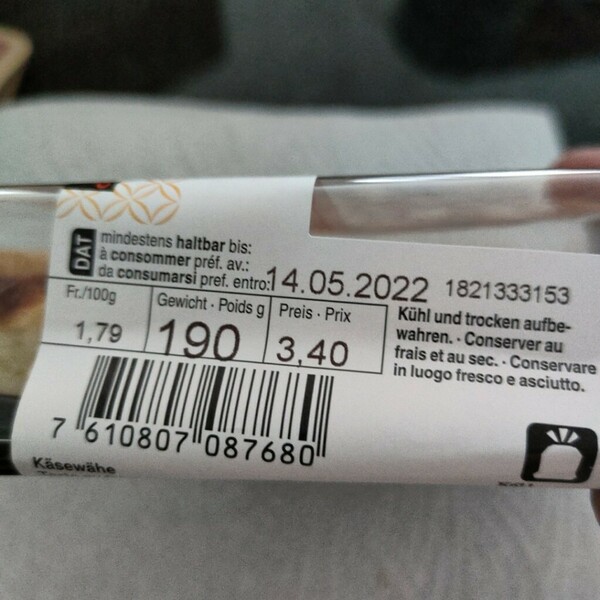 DAT
mindestens haltbar bis:
à consommer préf. av.:
da consumarsi pref. entro: 14.05.2022 1821333153
Fr./100g
1,79
Gewicht · Poids g
190
Preis · Prix
3,40
Kühl und trocken aufbe-
wahren. · Conserver au
frais et au sec. · Conservare
in luogo fresco e asciutto.
7 610807 087680
Käsewähe